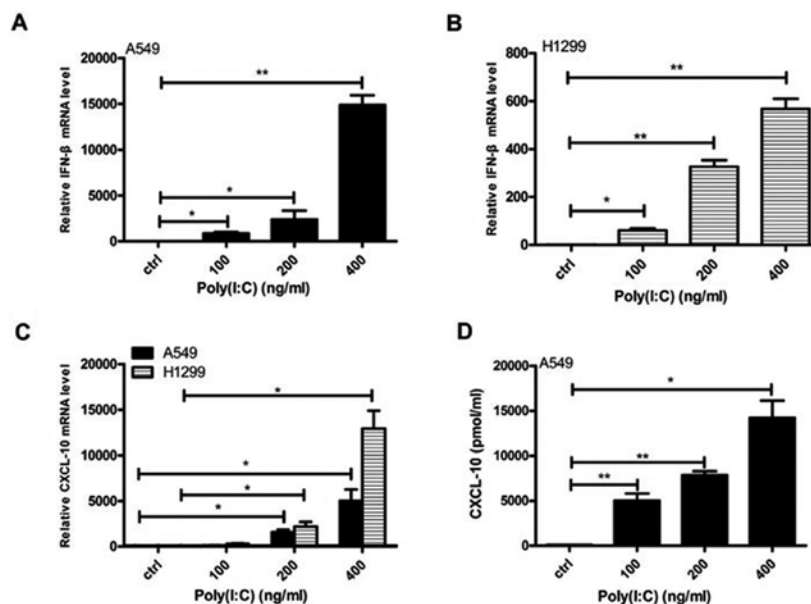 A
A549
Relative IFN-β mRNA level
20000
15000
10000
5000
0
**
*
*
ctrl
100
200
400
Poly(I:C) (ng/ml)
B
H1299
Relative IFN-β mRNA level
800
600
400
200
0
**
**
*
ctrl
100
200
400
Poly(I:C) (ng/ml)
C
A549
H1299
Relative CXCL-10 mRNA level
20000
15000
10000
5000
0
*
*
*
*
ctrl
100
200
400
Poly(I:C) (ng/ml)
D
A549
CXCL-10 (pmol/ml)
20000
15000
10000
5000
0
*
**
**
ctrl
100
200
400
Poly(I:C) (ng/ml)